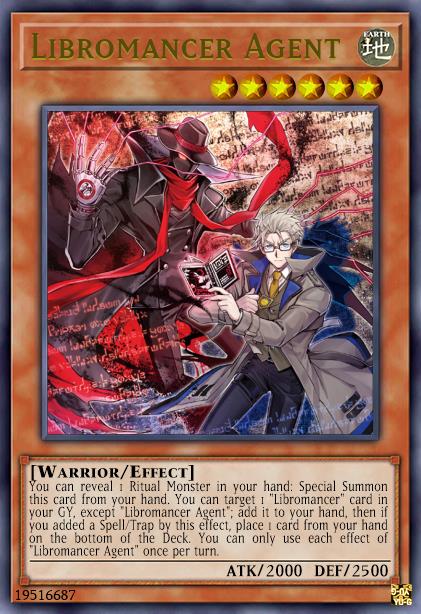 LIBROMANCER AGENT
EARTH
地
[WARRIOR/EFFECT]
You can reveal 1 Ritual Monster in your hand: Special Summon
this card from your hand. You can target 1 "Libromancer" card in
your GY, except "Libromancer Agent"; add it to your hand, then if
you added a Spell/Trap by this effect, place 1 card from your hand
on the bottom of the Deck. You can only use each effect of
"Libromancer Agent" once per turn.
ATK/2000 DEF/2500
19516687